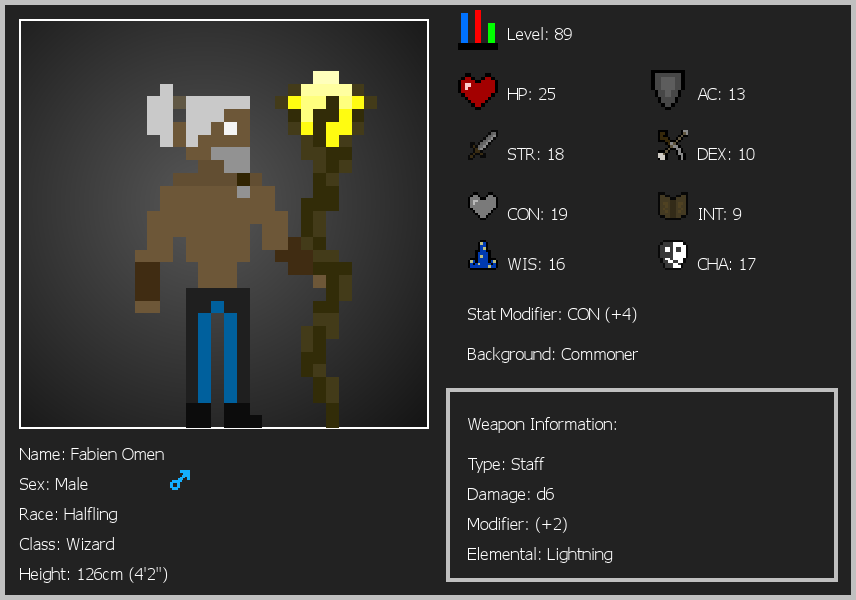 Level: 89
HP: 25
AC: 13
STR: 18
DEX: 10
CON: 19
INT: 9
WIS: 16
CHA: 17
Stat Modifier: CON (+4)
Background: Commoner
Weapon Information:
Type: Staff
Damage: d6
Modifier: (+2)
Elemental: Lightning
Name: Fabien Omen
Sex: Male
Race: Halfling
Class: Wizard
Height: 126cm (4'2")